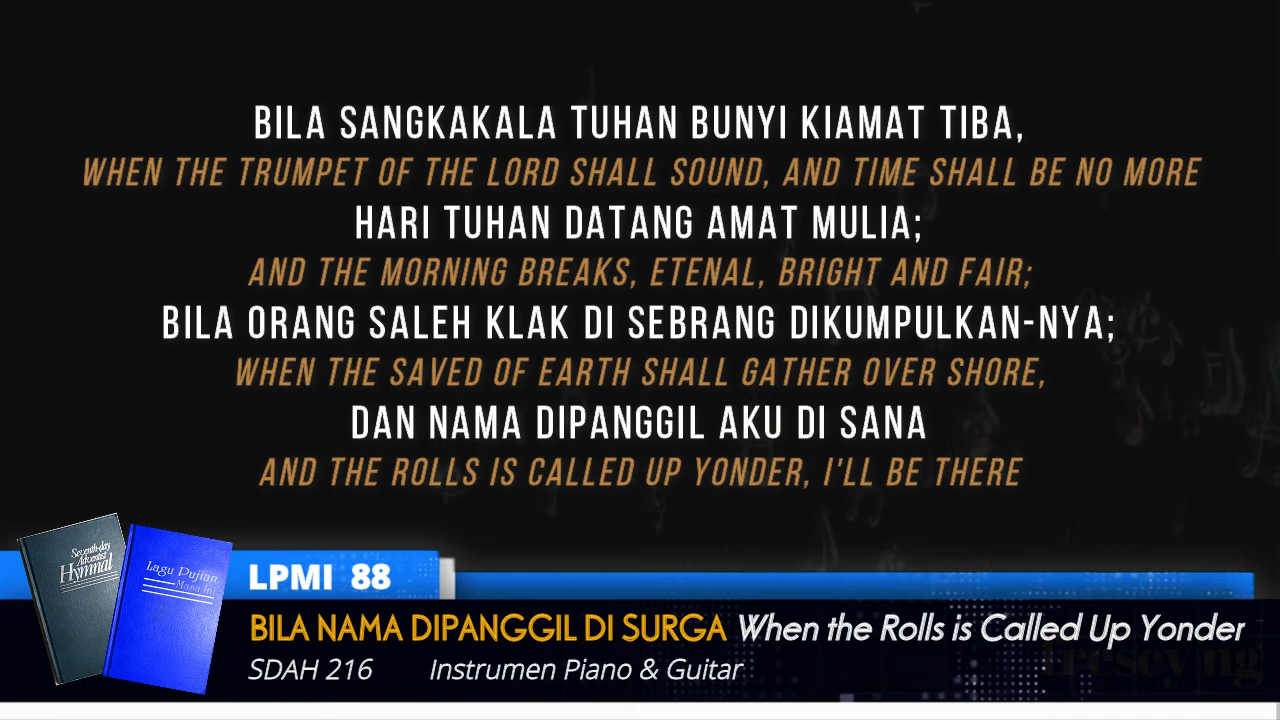 BILA SANGKAKALA TUHAN BUNYI KIAMAT TIBA,
WHEN THE TRUMPET OF THE LORD SHALL SOUND, AND TIME SHALL BE NO MORE
HARI TUHAN DATANG AMAT MULIA;
AND THE MORNING BREAKS, ETENAL, BRIGHT AND FAIR;
BILA ORANG SALEH KLAK DI SEBRANG DIKUMPULKAN-NYA;
WHEN THE SAVED OF EARTH SHALL GATHER OVER SHORE,
DAN NAMA DIPANGGIL AKU DI SANA
AND THE ROLLS IS CALLED UP YONDER, I'LL BE THERE
Seventh-day
Adventist
Hymnal
Lagu Pujian
Masa Ini
LPMI 88
BILA NAMA DIPANGGIL DI SURGA When the Rolls is Called Up Yonder
SDAH 216 Instrumen Piano & Guitar